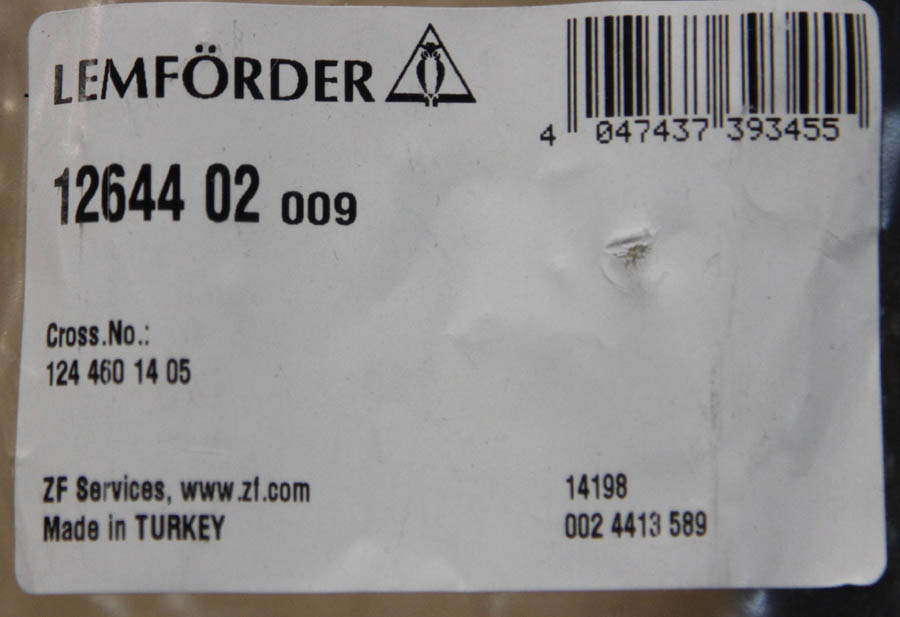 LEMFÖRDER
4 047437 393455
12644 02 009
Cross.No.:
124 460 14 05
ZF Services, www.zf.com
Made in TURKEY
14198
002 4413 589